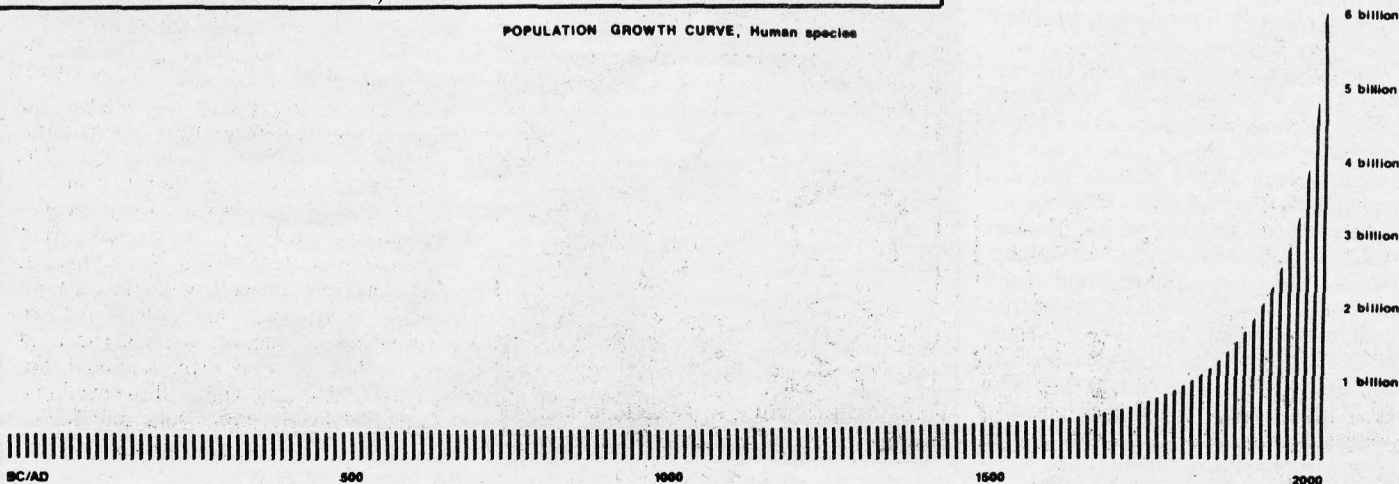 POPULATION GROWTH CURVE, Human species
6 billion
5 billion
4 billion
3 billion
2 billion
1 billion
BC/AD 500 1000 1500 2000